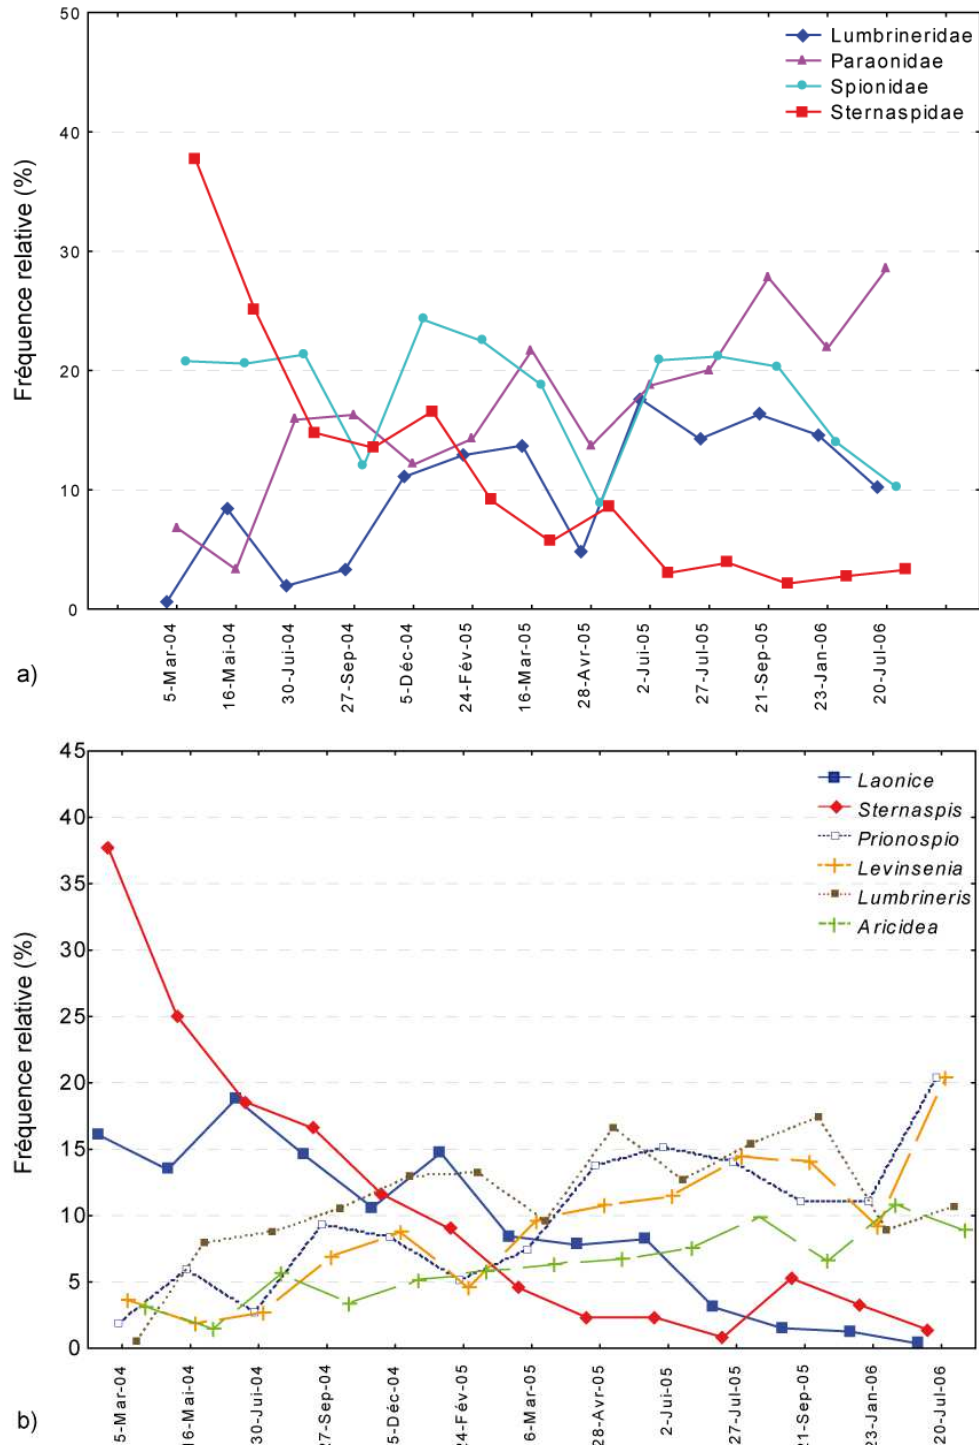 50
40
30
20
10
0
Fréquence relative (%)
Lumbrineridae
Paraonidae
Spionidae
Sternaspidae
5-Mar-04
16-Mai-04
30-Jui-04
27-Sep-04
5-Déc-04
24-Fév-05
16-Mar-05
28-Avr-05
2-Jui-05
27-Jul-05
21-Sep-05
23-Jan-06
20-Jul-06
a)
45
40
35
30
25
20
15
10
5
0
Fréquence relative (%)
Laonice
Sternaspis
Prionospio
Levinsenia
Lumbrineris
Aricidea
5-Mar-04
16-Mai-04
30-Jui-04
27-Sep-04
5-Déc-04
24-Fév-05
6-Mar-05
28-Avr-05
2-Jui-05
27-Jul-05
21-Sep-05
23-Jan-06
20-Jul-06
b)